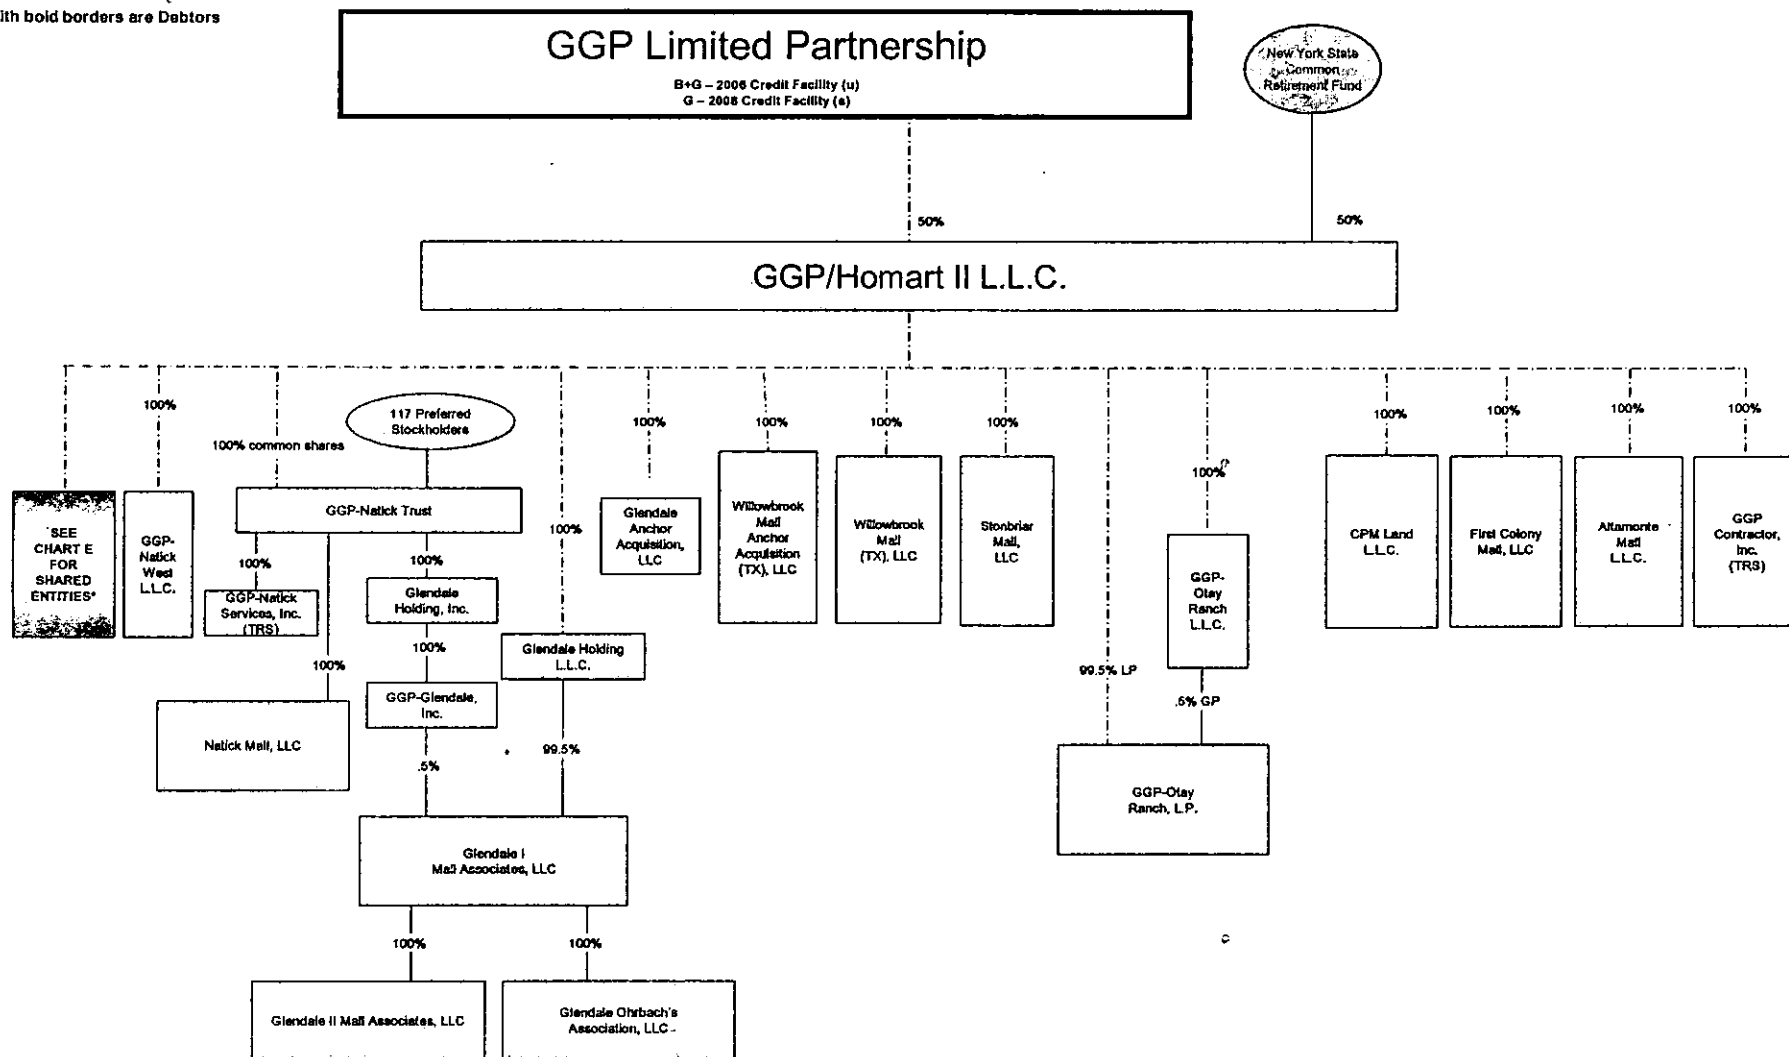 ith bold borders are Debtors
GGP Limited Partnership
B+G – 2006 Credit Facility (u)
G – 2008 Credit Facility (s)
New York State
Common
Retirement Fund
50%
50%
GGP/Homart II L.L.C.
100%
100% common shares
117 Preferred
Stockholders
100%
100%
100%
100%
100%
100%
100%
100%
100%
100%
SEE
CHART E
FOR
SHARED
ENTITIES*
GGP-
Natick
West
L.L.C.
GGP-Natick Trust
Glendale
Anchor
Acquisition,
LLC
Willowbrook
Mall
Anchor
Acquisition
(TX), LLC
Willowbrook
Mall
(TX), LLC
Stonbriar
Mall,
LLC
GGP-
Otay
Ranch
L.L.C.
CPM Land
L.L.C.
First Colony
Mall, LLC
Altamonte
Mall
L.L.C.
GGP
Contractor,
Inc.
(TRS)
100%
100%
GGP-Natick
Services, Inc.
(TRS)
Glendale
Holding, Inc.
100%
100%
Glendale Holding
L.L.C.
99.5% LP
.5% GP
GGP-Glendale,
Inc.
Natick Mall, LLC
.5%
99.5%
GGP-Otay
Ranch, L.P.
Glendale I
Mall Associates, LLC
100%
100%
Glendale II Mall Associates, LLC
Glendale Ohrbach's
Association, LLC